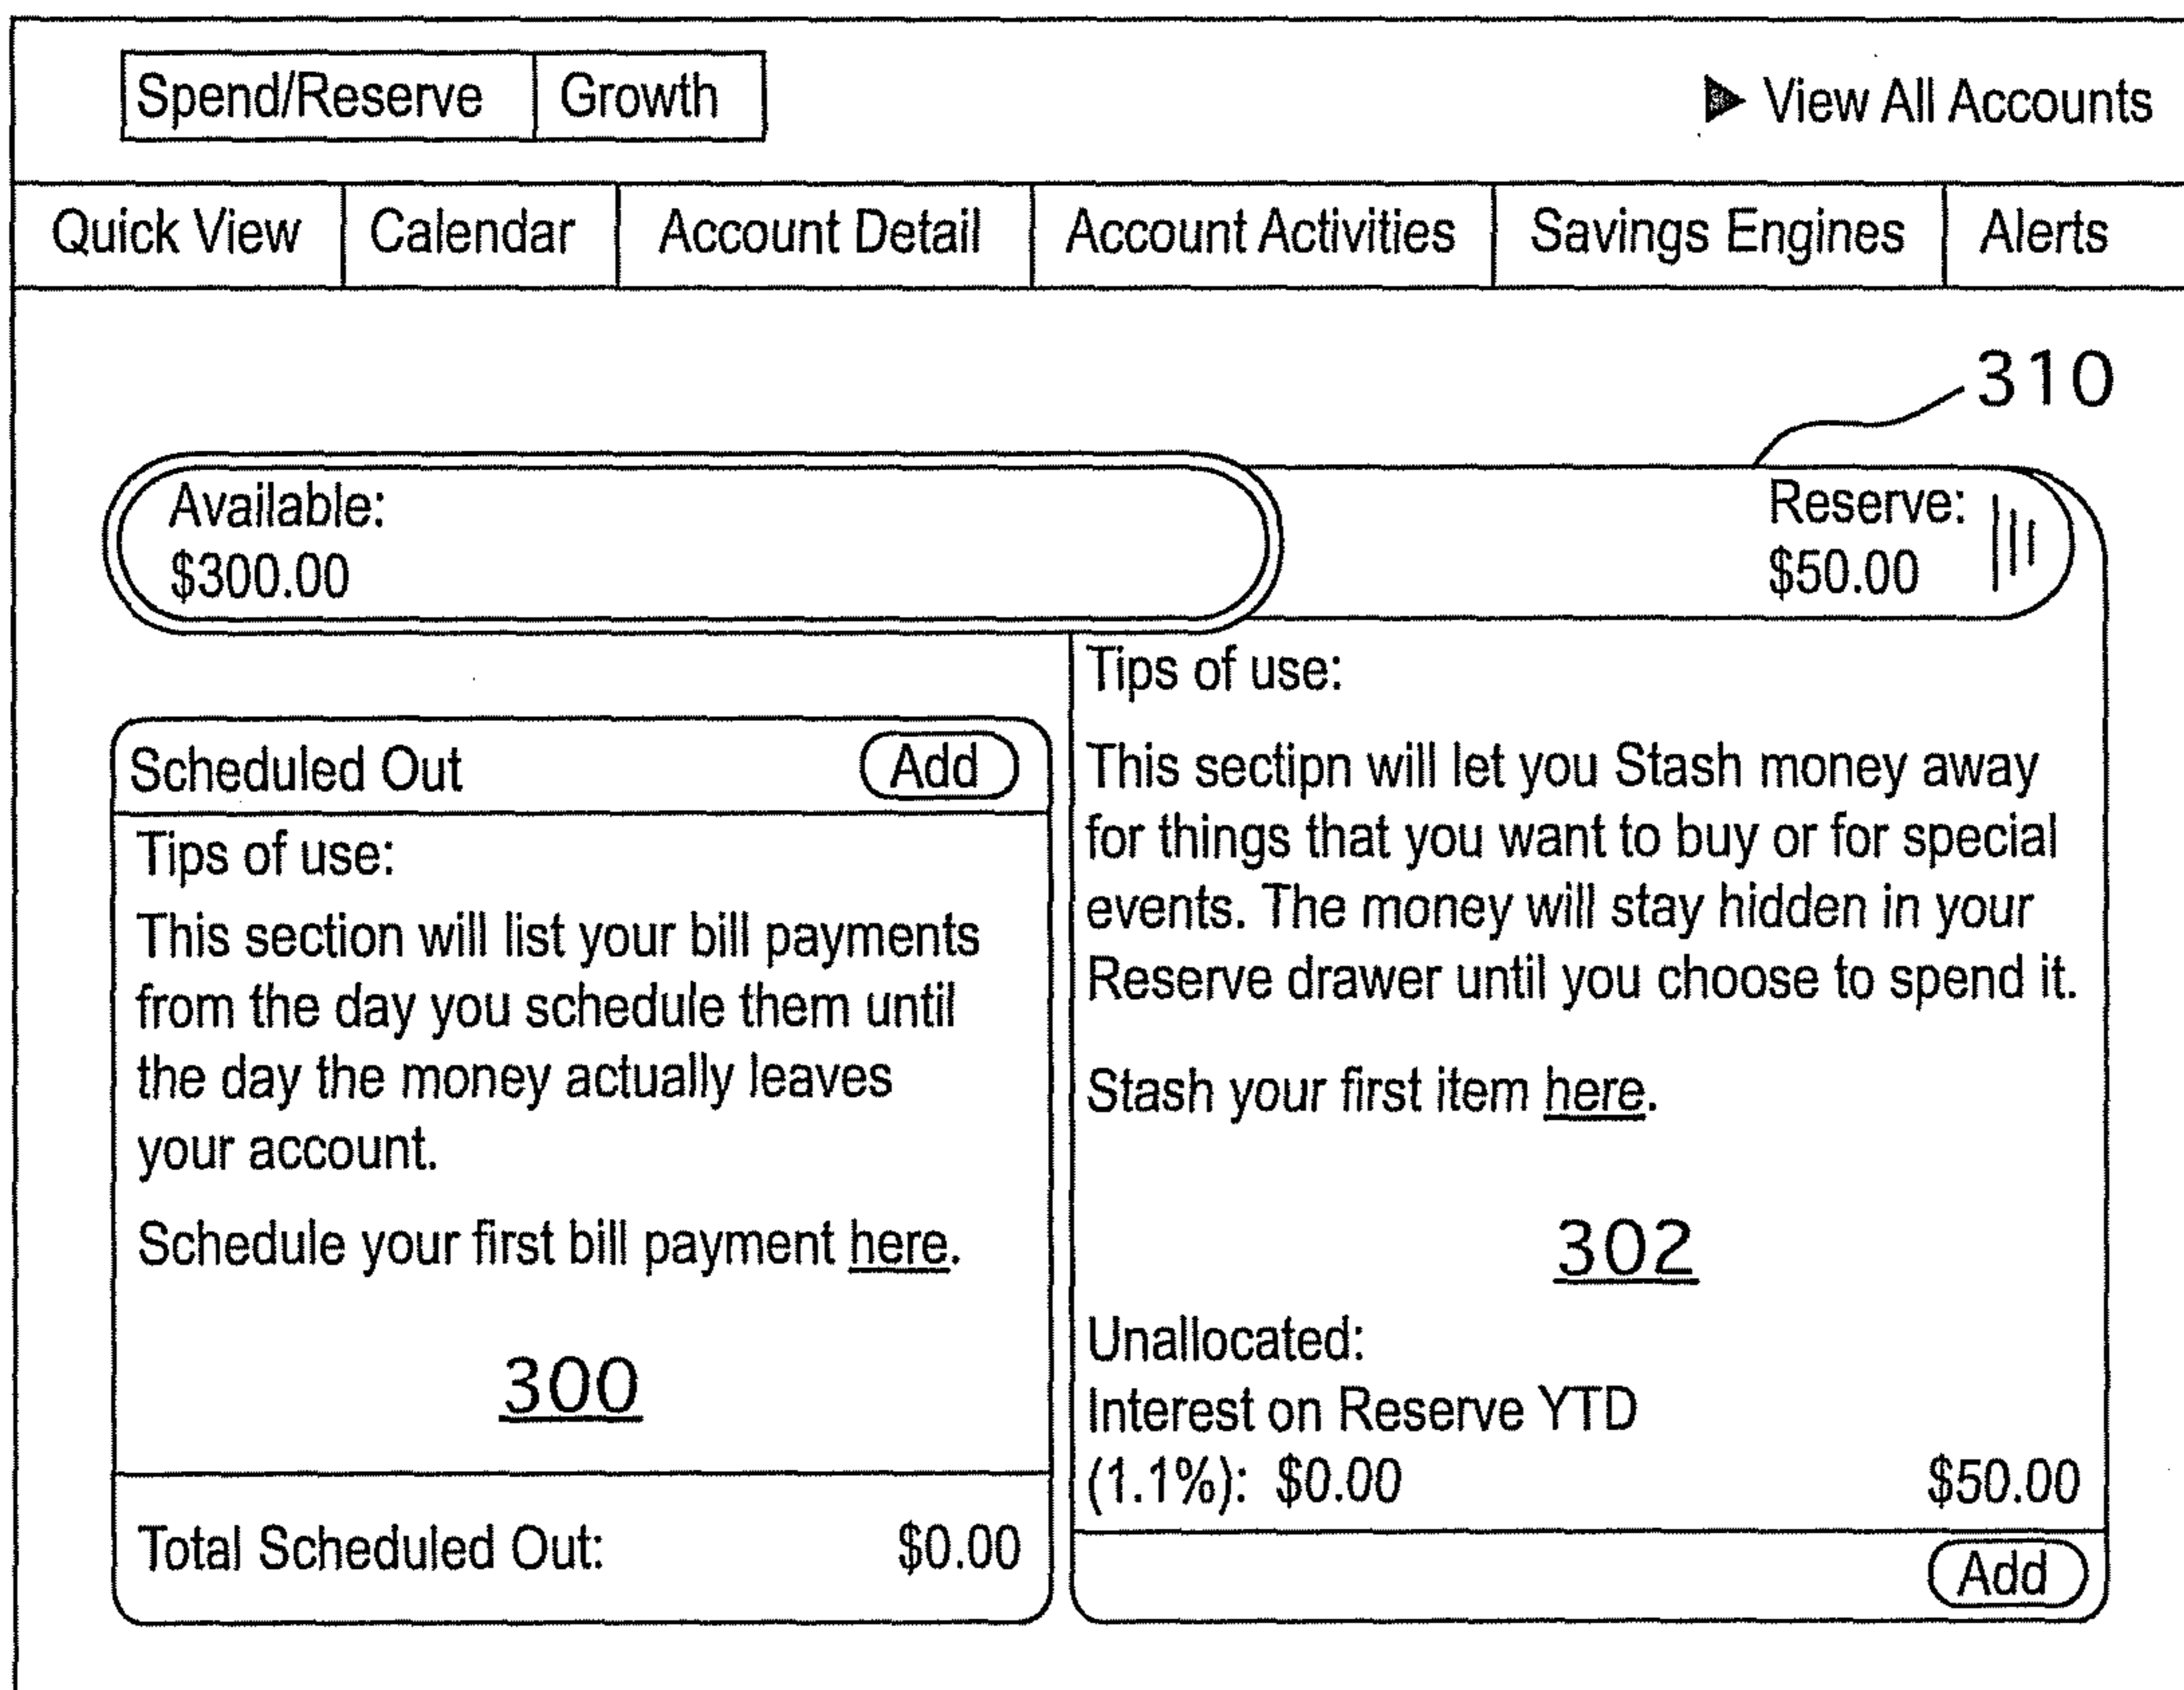 Spend/Reserve Growth
View All Accounts
Quick View Calendar Account Detail Account Activities Savings Engines Alerts
310
Available:
$300.00
Reserve:
$50.00
Scheduled Out Add
Tips of use:
This section will list your bill payments
from the day you schedule them until
the day the money actually leaves
your account.
Schedule your first bill payment here.
300
Total Scheduled Out: $0.00
Tips of use:
This sectipn will let you Stash money away
for things that you want to buy or for special
events. The money will stay hidden in your
Reserve drawer until you choose to spend it.
Stash your first item here.
302
Unallocated:
Interest on Reserve YTD
(1.1%): $0.00 $50.00
Add